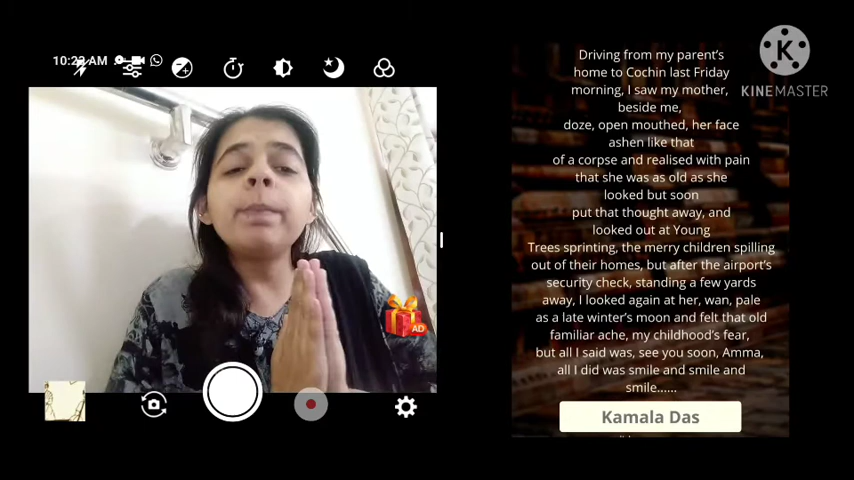 10:23 AM
AD
KINEMASTER
Driving from my parent's
home to Cochin last Friday
morning, I saw my mother,
beside me,
doze, open mouthed, her face
ashen like that
of a corpse and realised with pain
that she was as old as she
looked but soon
put that thought away, and
looked out at Young
Trees sprinting, the merry children spilling
out of their homes, but after the airport's
security check, standing a few yards
away, I looked again at her, wan, pale
as a late winter's moon and felt that old
familiar ache, my childhood's fear,
but all I said was, see you soon, Amma,
all I did was smile and smile and
smile......
Kamala Das